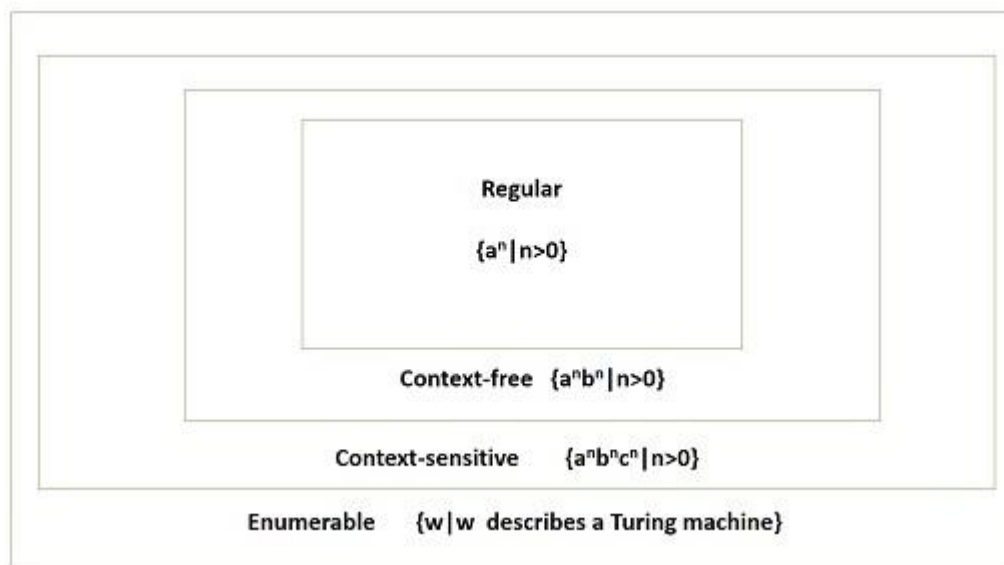 Regular
{aⁿ|n>0}
Context-free {aⁿbⁿ|n>0}
Context-sensitive {aⁿbⁿcⁿ|n>0}
Enumerable {w|w describes a Turing machine}